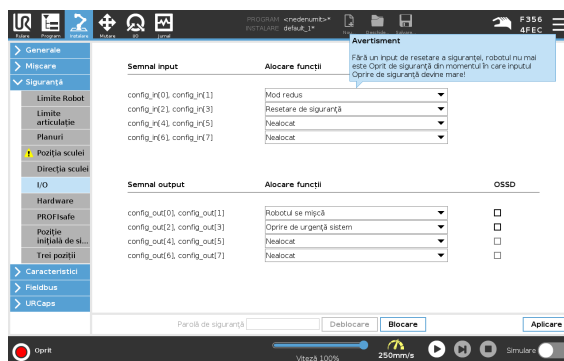 Rulare
Program
Instalare
Mutare
I/O
Jurnal
PROGRAM <nedenumit>*
INSTALARE default_1*
F356
4FEC
Avertisment
Fără un input de resetare a siguranței, robotul nu mai
este Oprit de siguranță din momentul în care inputul
Oprire de siguranță devine mare!
Generale
Mișcare
Siguranță
Limite Robot
Limite
articulație
Planuri
Poziția sculei
Direcția sculei
I/O
Hardware
PROFIsafe
Poziție
inițială de si...
Trei poziții
Caracteristici
Fieldbus
URCaps
Semnal input Alocare funcții
config_in[0], config_in[1] Mod redus
config_in[2], config_in[3] Resetare de siguranță
config_in[4], config_in[5] Nealocat
config_in[6], config_in[7] Nealocat
Semnal output Alocare funcții OSSD
config_out[0], config_out[1] Robotul se mișcă
config_out[2], config_out[3] Oprire de urgență sistem
config_out[4], config_out[5] Nealocat
config_out[6], config_out[7] Nealocat
Parolă de siguranță Deblocare Blocare Aplicare
Oprit
Viteză 100%
250mm/s
Simulare